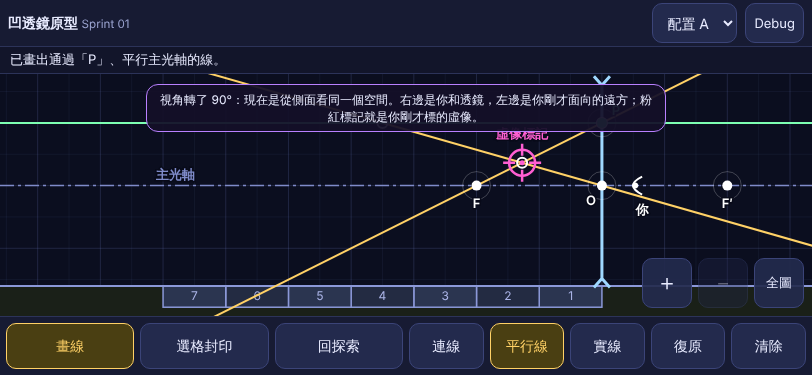 凹透鏡原型 Sprint 01
配置 A
Debug
已畫出通過「P」、平行主光軸的線。
視角轉了 90°：現在是從側面看同一個空間。右邊是你和透鏡，左邊是你剛才面向的遠方；粉
紅標記就是你剛才標的虛像。
虛像標記
主光軸
F
O
你
F′
7 6 5 4 3 2 1
+
−
全圖
畫線
選格封印
回探索
連線
平行線
實線
復原
清除